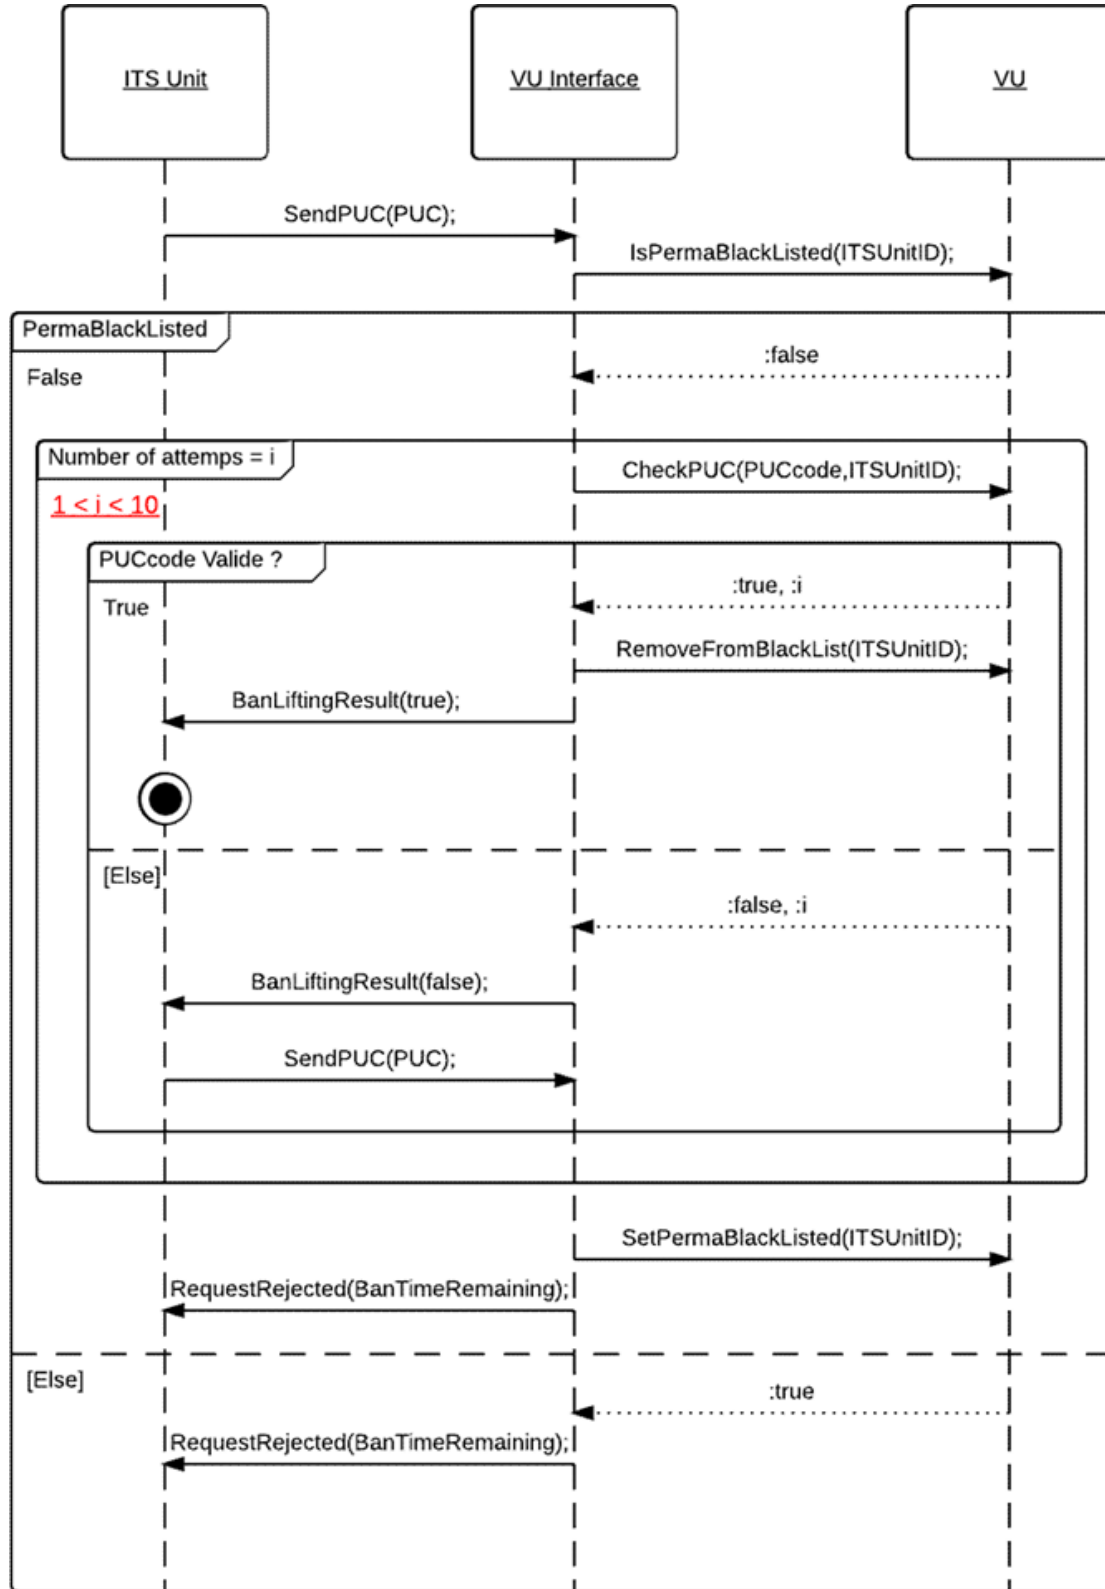 ITS Unit
VU Interface
VU
SendPUC(PUC);
IsPermaBlackListed(ITSUnitID);
PermaBlackListed
:false
False
Number of attemps = i
CheckPUC(PUCcode,ITSUnitID);
1 < i < 10
PUCcode Valide ?
:true, :i
True
RemoveFromBlackList(ITSUnitID);
BanLiftingResult(true);
[Else]
:false, :i
BanLiftingResult(false);
SendPUC(PUC);
SetPermaBlackListed(ITSUnitID);
RequestRejected(BanTimeRemaining);
[Else]
:true
RequestRejected(BanTimeRemaining);